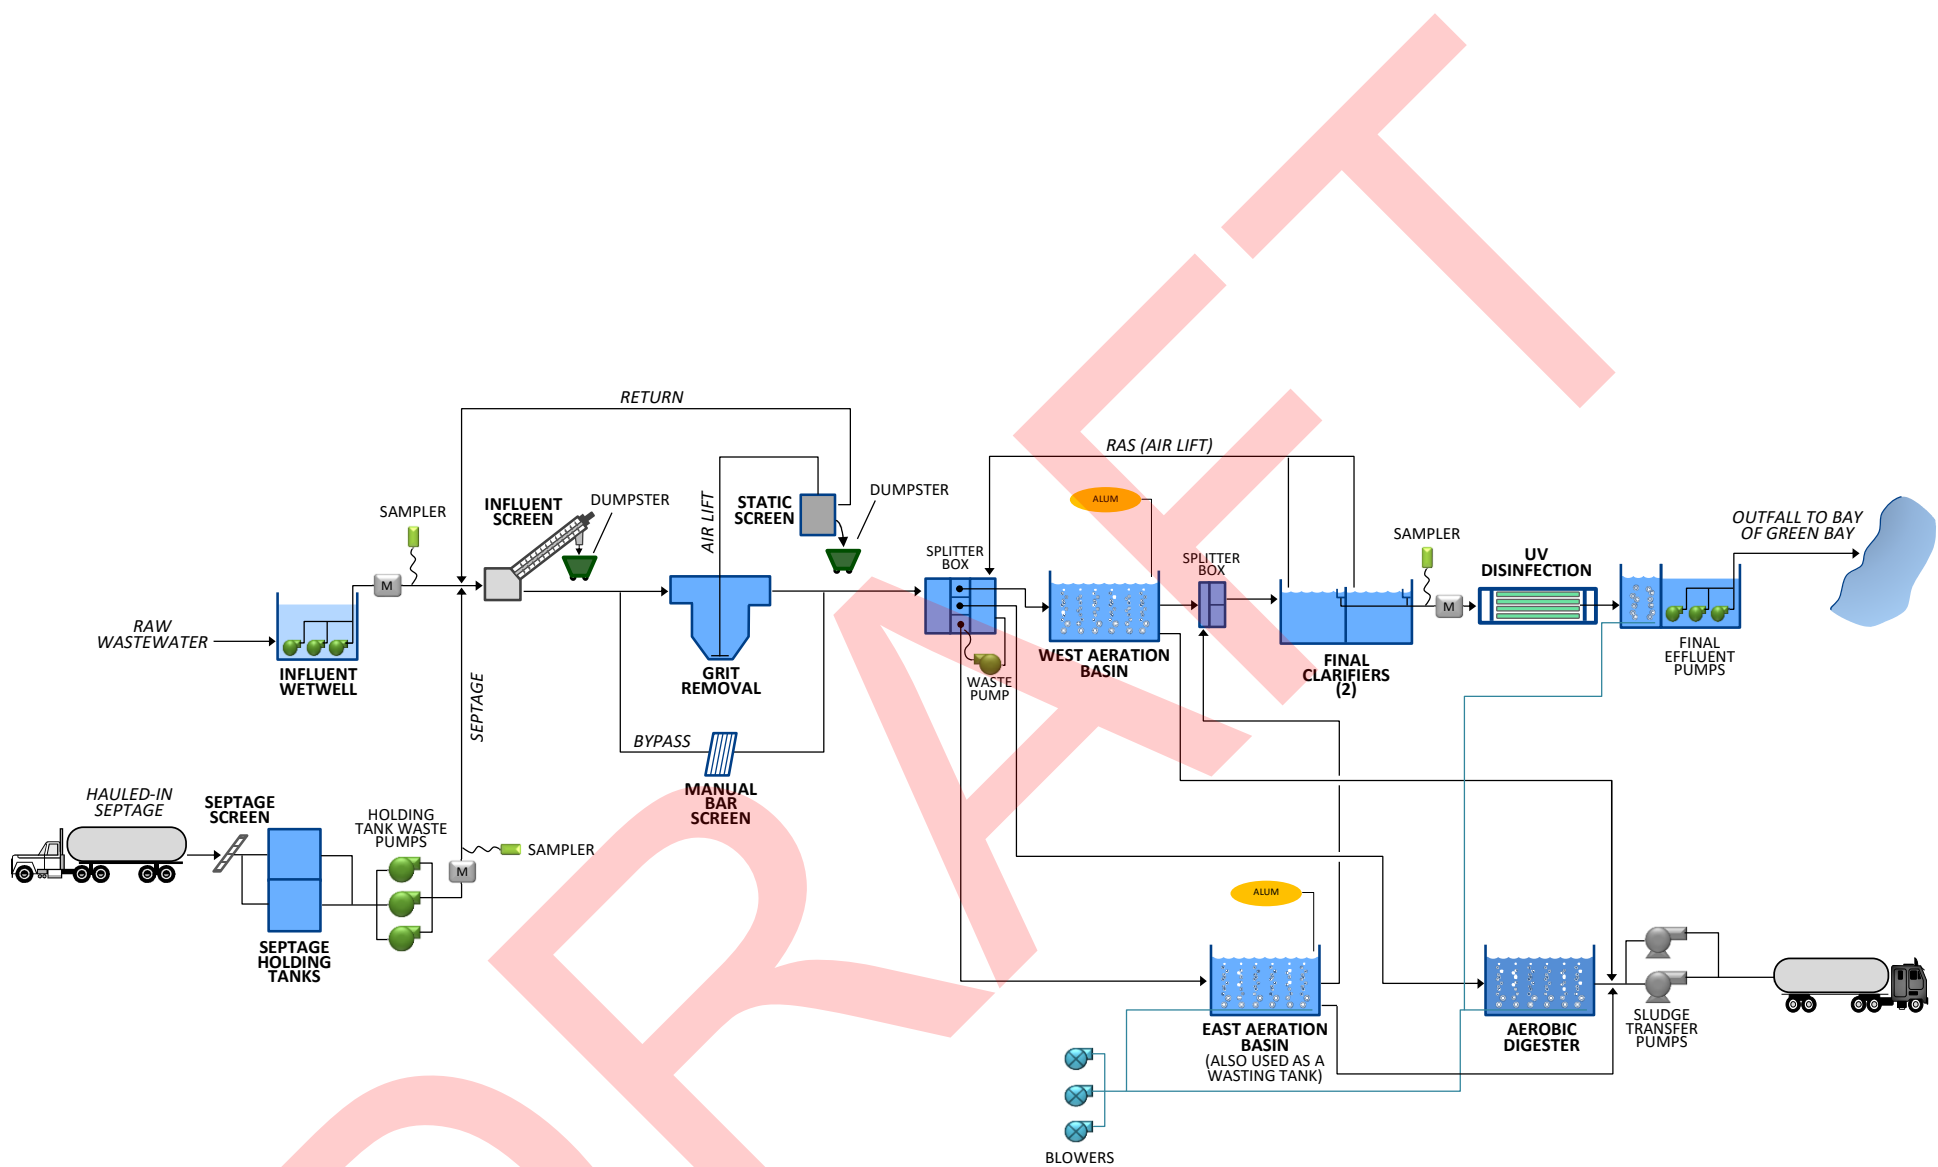 RETURN
RAS (AIR LIFT)
INFLUENT
SCREEN
DUMPSTER
AIR LIFT
STATIC
SCREEN
DUMPSTER
ALUM
SAMPLER
SAMPLER
OUTFALL TO BAY
OF GREEN BAY
SPLITTER
BOX
SPLITTER
BOX
UV
DISINFECTION
M
M
RAW
WASTEWATER
INFLUENT
WETWELL
GRIT
REMOVAL
WASTE
PUMP
WEST AERATION
BASIN
FINAL
CLARIFIERS
(2)
FINAL
EFFLUENT
PUMPS
SEPTAGE
BYPASS
MANUAL
BAR
SCREEN
HAULED-IN
SEPTAGE
SEPTAGE
SCREEN
HOLDING
TANK WASTE
PUMPS
SAMPLER
M
SEPTAGE
HOLDING
TANKS
ALUM
EAST AERATION
BASIN
(ALSO USED AS A
WASTING TANK)
AEROBIC
DIGESTER
SLUDGE
TRANSFER
PUMPS
BLOWERS
DRAFT